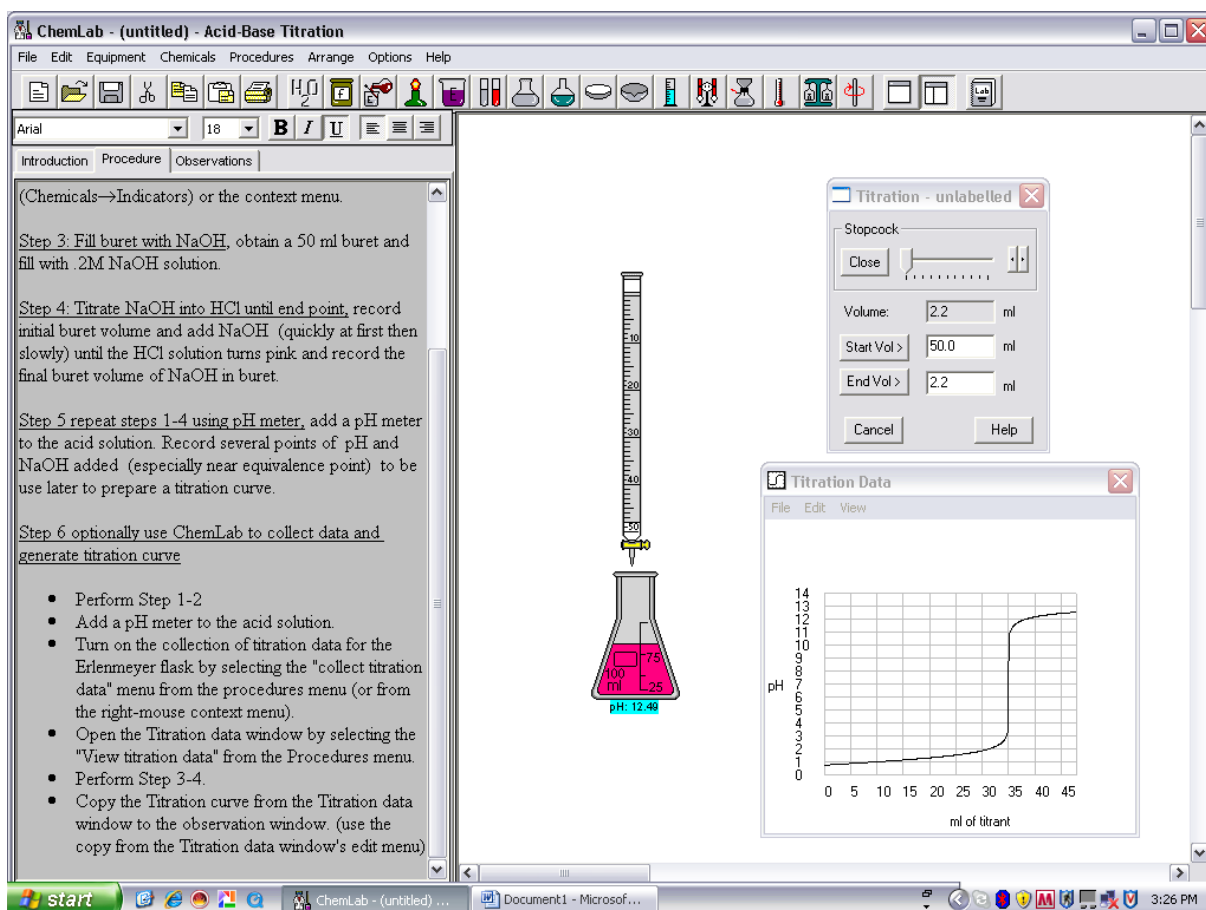 ChemLab - (untitled) - Acid-Base Titration
File Edit Equipment Chemicals Procedures Arrange Options Help
H2O F Lab
Arial 18 B I U
Introduction Procedure Observations
(Chemicals→Indicators) or the context menu.
Step 3: Fill buret with NaOH, obtain a 50 ml buret and
fill with .2M NaOH solution.
Step 4: Titrate NaOH into HCl until end point, record
initial buret volume and add NaOH (quickly at first then
slowly) until the HCl solution turns pink and record the
final buret volume of NaOH in buret.
Step 5 repeat steps 1-4 using pH meter, add a pH meter
to the acid solution. Record several points of pH and
NaOH added (especially near equivalence point) to be
use later to prepare a titration curve.
Step 6 optionally use ChemLab to collect data and
generate titration curve
• Perform Step 1-2
• Add a pH meter to the acid solution.
• Turn on the collection of titration data for the
Erlenmeyer flask by selecting the "collect titration
data" menu from the procedures menu (or from
the right-mouse context menu).
• Open the Titration data window by selecting the
"View titration data" from the Procedures menu.
• Perform Step 3-4.
• Copy the Titration curve from the Titration data
window to the observation window. (use the
copy from the Titration data window's edit menu)
10
20
30
40
50
75
100
ml
25
pH: 12.49
Titration - unlabelled
Stopcock
Close
Volume: 2.2 ml
Start Vol > 50.0 ml
End Vol > 2.2 ml
Cancel Help
Titration Data
File Edit View
14
13
12
11
10
9
8
7
6
5
4
3
2
1
0
pH
0 5 10 15 20 25 30 35 40 45
ml of titrant
start ChemLab - (untitled) ... Document1 - Microsof... 3:26 PM